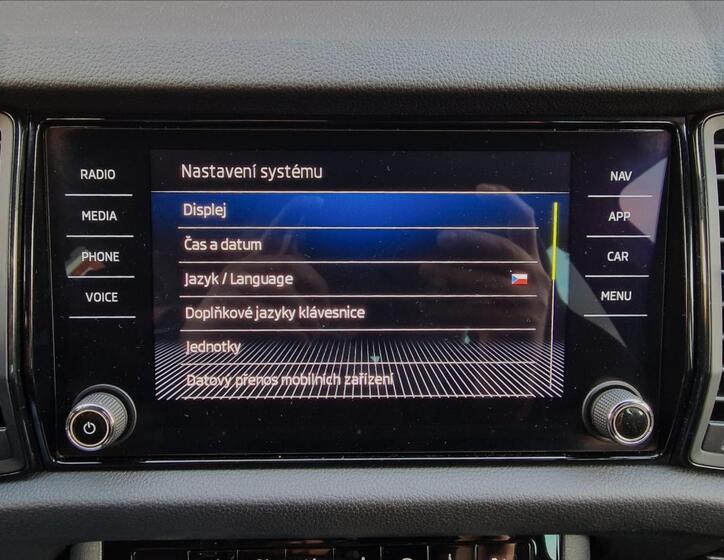 Nastavení systému
Displej
Čas a datum
Jazyk / Language
Doplňkové jazyky klávesnice
Jednotky
Datový přenos mobilních zařízení
RADIO
MEDIA
PHONE
VOICE
NAV
APP
CAR
MENU